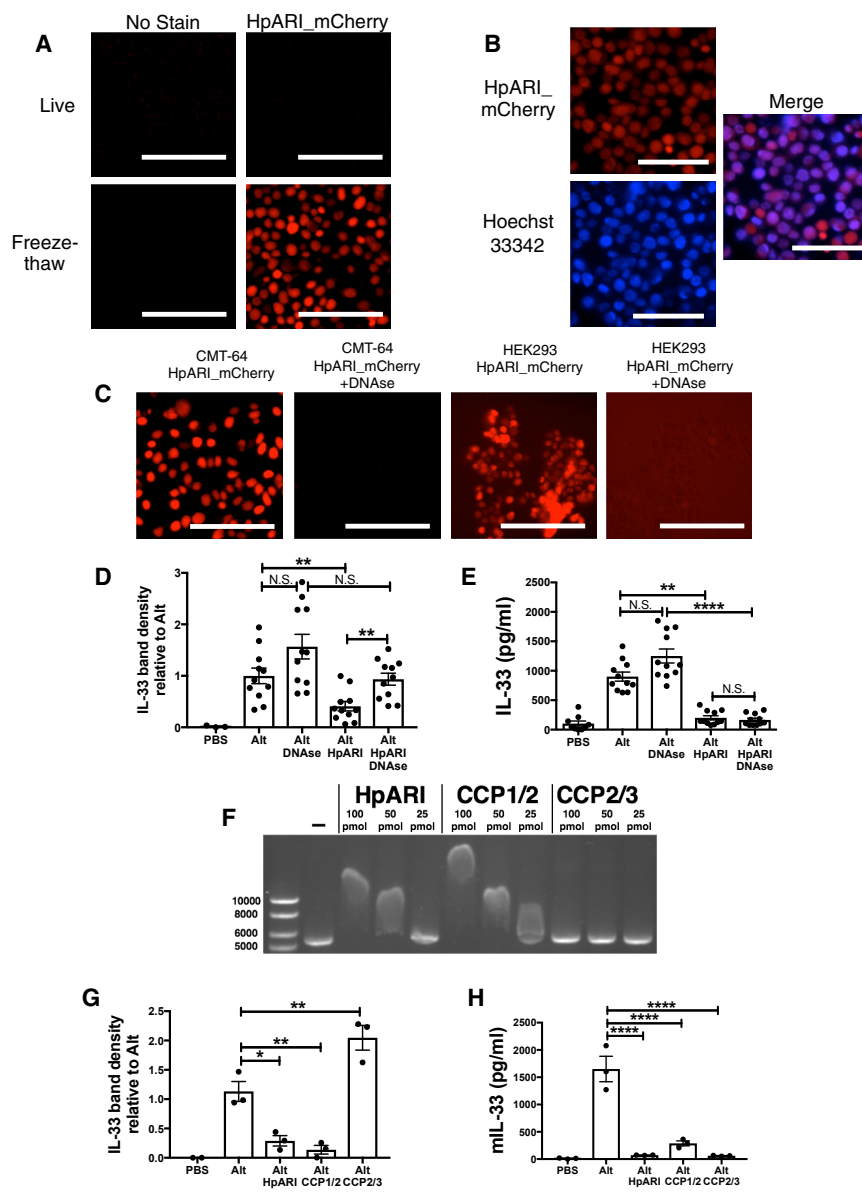 A
No Stain
HpARI_mCherry
Live
Freeze-
thaw
B
HpARI_
mCherry
Hoechst
33342
Merge
C
CMT-64
HpARI_mCherry
CMT-64
HpARI_mCherry
+DNAse
HEK293
HpARI_mCherry
HEK293
HpARI_mCherry
+DNAse
D
IL-33 band density
relative to Alt
3
2
1
0
**
N.S.
N.S.
**
PBS
Alt
Alt
DNAse
Alt
HpARI
Alt
HpARI
DNAse
E
IL-33 (pg/ml)
2500
2000
1500
1000
500
0
**
N.S.
****
N.S.
PBS
Alt
Alt
DNAse
Alt
HpARI
Alt
HpARI
DNAse
F
–
HpARI
CCP1/2
CCP2/3
100
pmol
50
pmol
25
pmol
100
pmol
50
pmol
25
pmol
100
pmol
50
pmol
25
pmol
10000
8000
6000
5000
G
IL-33 band density
relative to Alt
2.5
2.0
1.5
1.0
0.5
0.0
**
**
*
PBS
Alt
Alt
HpARI
Alt
CCP1/2
Alt
CCP2/3
H
mIL-33 (pg/ml)
2500
2000
1500
1000
500
0
****
****
****
PBS
Alt
Alt
HpARI
Alt
CCP1/2
Alt
CCP2/3